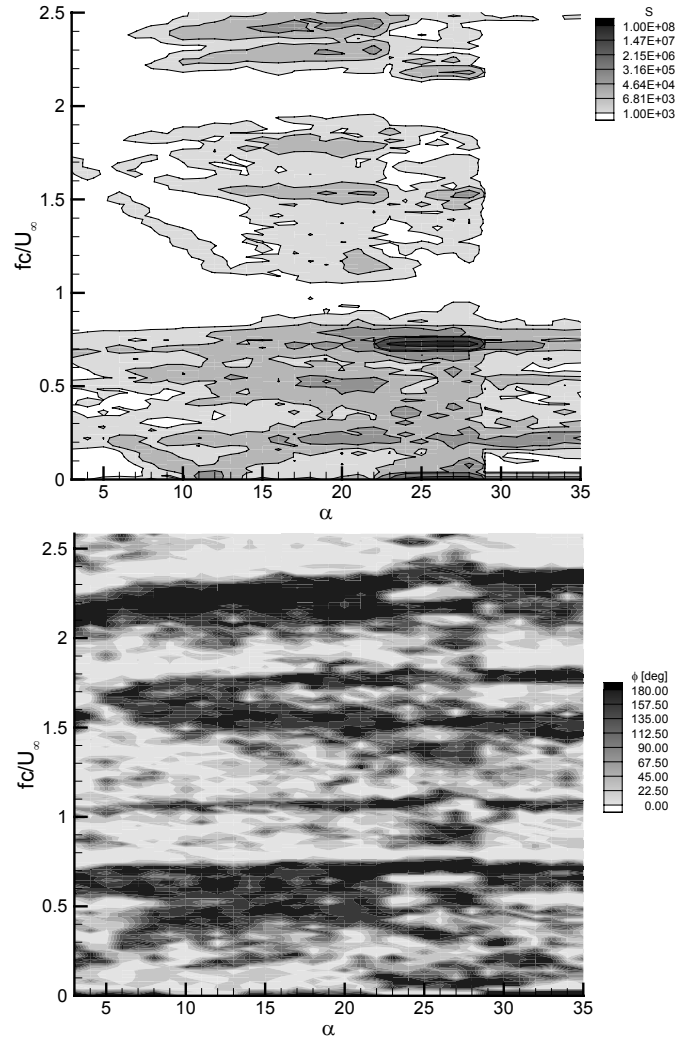 S
1.00E+08
1.47E+07
2.15E+06
3.16E+05
4.64E+04
6.81E+03
1.00E+03
2.5
2
1.5
1
0.5
0
fc/U∞
5 10 15 20 25 30 35
α
2.5
2
1.5
1
0.5
0
fc/U∞
ϕ [deg]
180.00
157.50
135.00
112.50
90.00
67.50
45.00
22.50
0.00
5 10 15 20 25 30 35
α